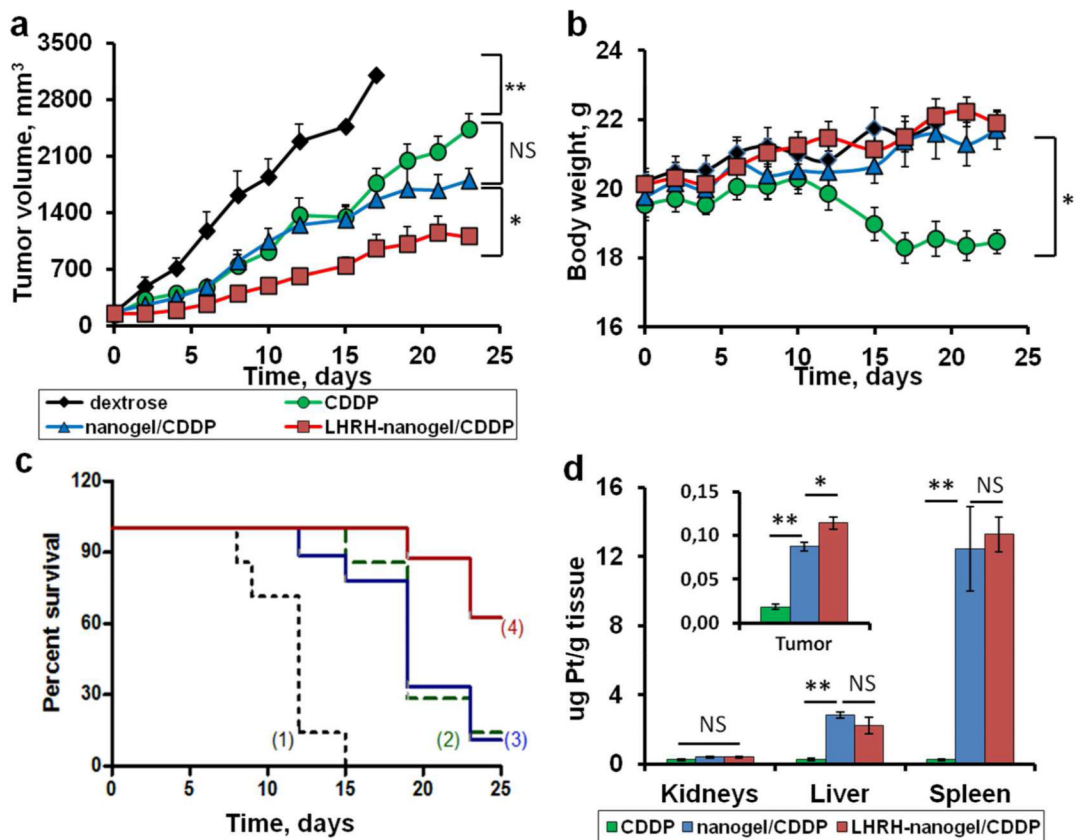 a
Tumor volume, mm³
3500
2800
2100
1400
700
0
0 5 10 15 20 25
Time, days
**
NS
*
dextrose CDDP
nanogel/CDDP LHRH-nanogel/CDDP
b
Body weight, g
24
22
20
18
16
0 5 10 15 20 25
Time, days
*
c
Percent survival
120
90
60
30
0
0 5 10 15 20 25
Time, days
(1)
(2)
(3)
(4)
d
ug Pt/g tissue
16
12
8
4
0
0,15
0,10
0,05
0,00
** *
Tumor
NS
** NS
** NS
Kidneys Liver Spleen
CDDP nanogel/CDDP LHRH-nanogel/CDDP